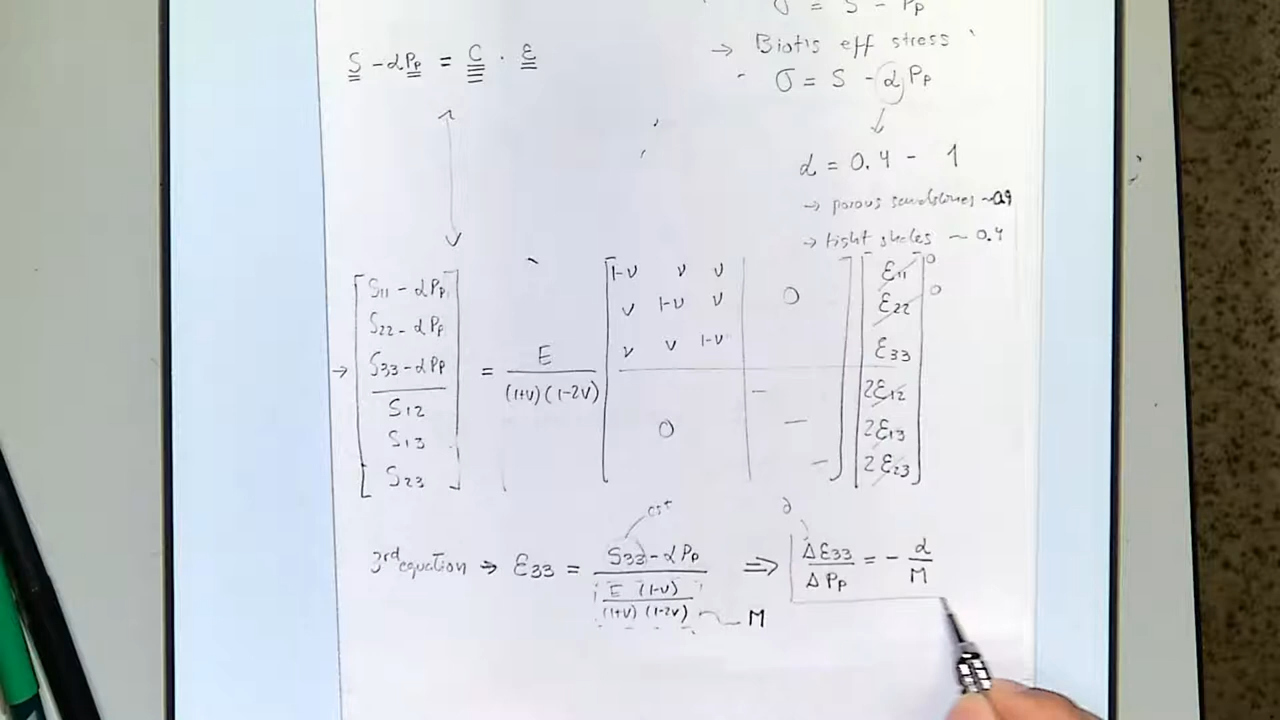 σ = S - Pp
→ Biotis eff stress
σ = S - αPp
S - αPp = C · ε
α = 0.4 - 1
→ porous sandstones ~0.9
→ tight shales ~ 0.4
S11 - αPp
S22 - αPp
→ S33 - αPp
S12
S13
S23
= E / (1+ν)(1-2ν)
1-ν ν ν
ν 1-ν ν 0
ν ν 1-ν
0
ε11 0
ε22 0
ε33
2ε12
2ε13
2ε23
3rd equation → ε33 = S33 - αPp / E (1-ν) / (1+ν) (1-2ν)
cst
M
⇒ Δε33 / ΔPp = - α / M
∂